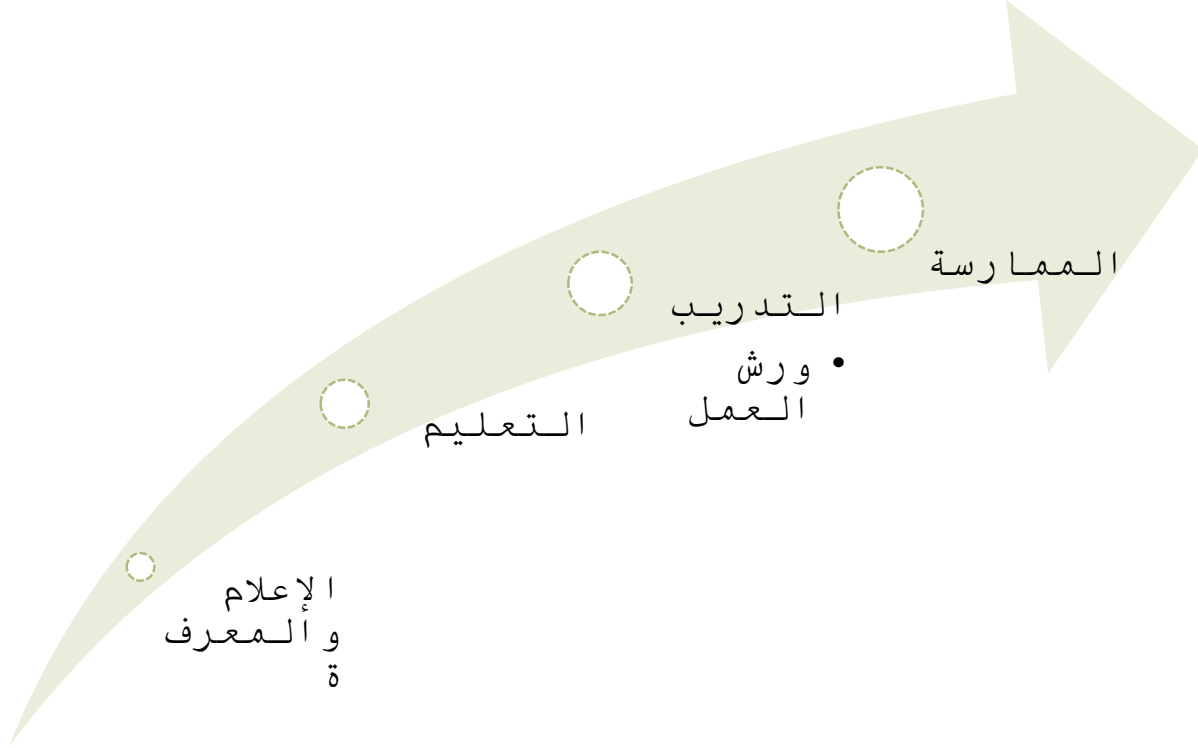 الإعلام
والمعرف
ة
التعليم
التدريب
• ورش
العمل
الممارسة